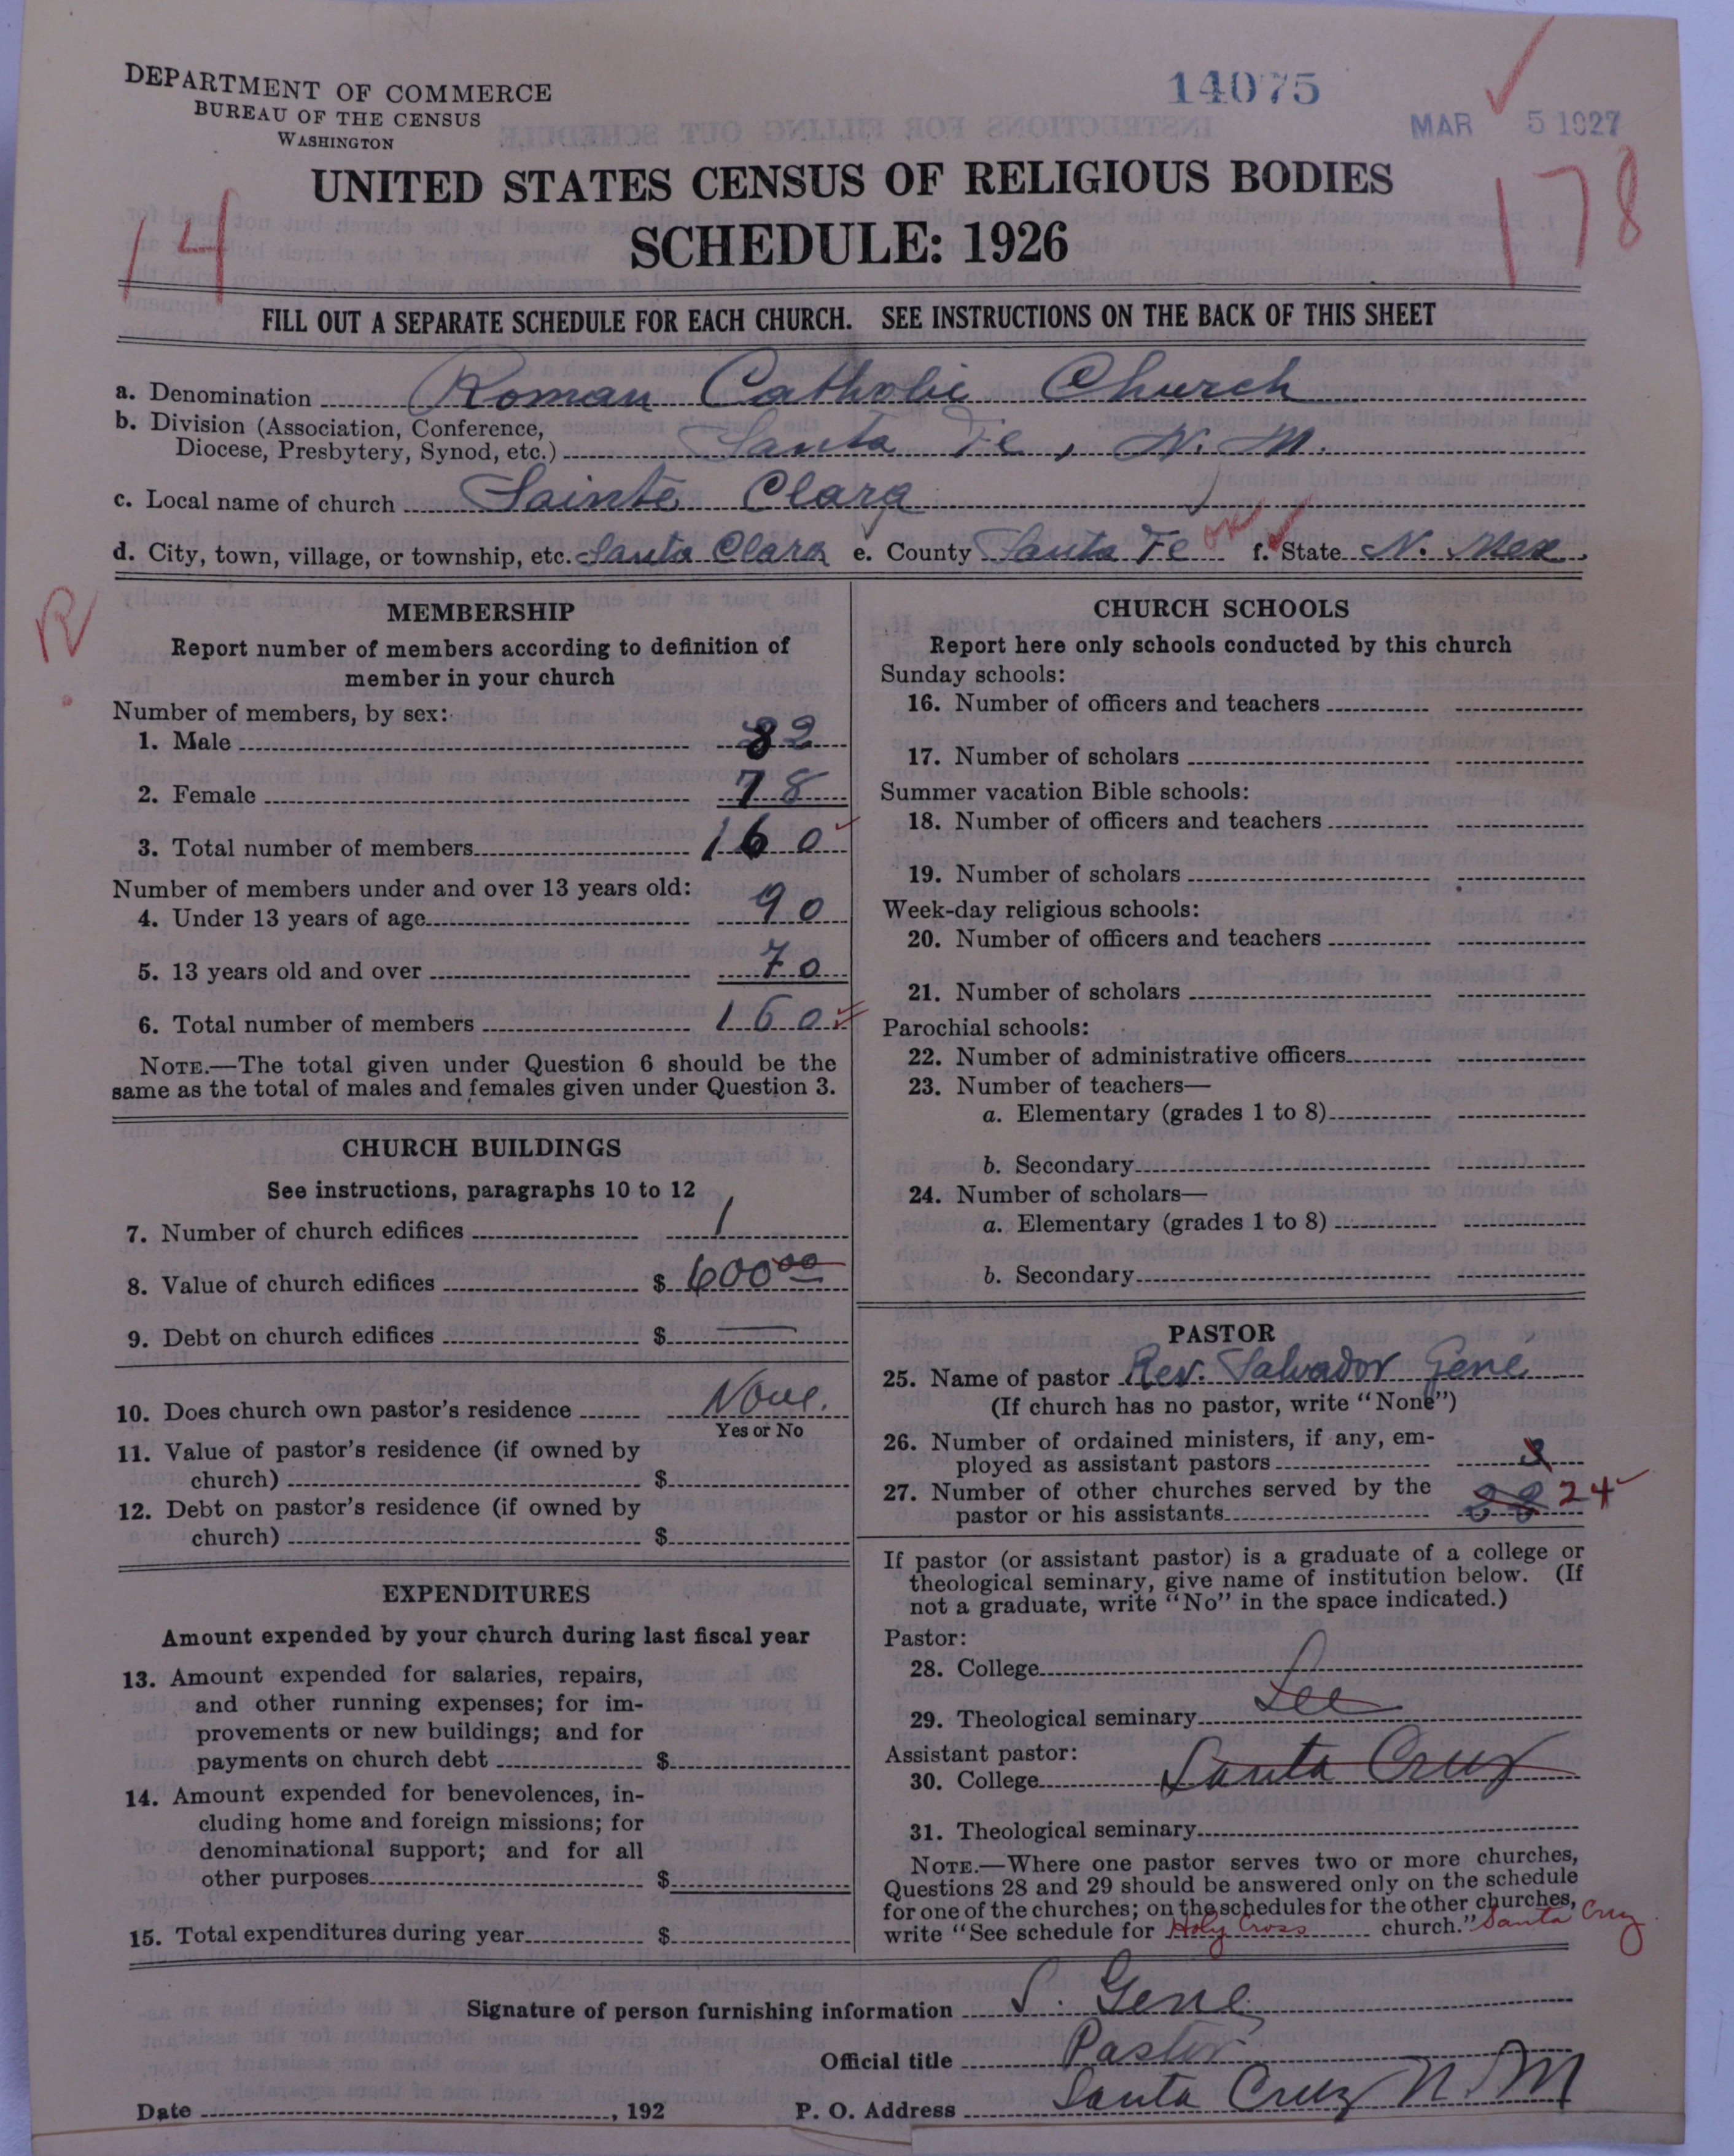 DEPARTMENT OF COMMERCE
BUREAU OF THE CENSUS
WASHINGTON
14075
MAR 5 1927
UNITED STATES CENSUS OF RELIGIOUS BODIES
SCHEDULE: 1926
14
178
FILL OUT A SEPARATE SCHEDULE FOR EACH CHURCH. SEE INSTRUCTIONS ON THE BACK OF THIS SHEET
a. Denomination Roman Catholic Church
b. Division (Association, Conference,
Diocese, Presbytery, Synod, etc.) Santa Fe, N. M.
c. Local name of church Sainte Clara
d. City, town, village, or township, etc. Santa Clara e. County Santa Fe OK f. State N. Mex.
R
MEMBERSHIP
Report number of members according to definition of
member in your church
Number of members, by sex:
1. Male 82
2. Female 78
3. Total number of members 160
Number of members under and over 13 years old:
4. Under 13 years of age 90
5. 13 years old and over 70
6. Total number of members 160
NOTE.—The total given under Question 6 should be the
same as the total of males and females given under Question 3.
CHURCH BUILDINGS
See instructions, paragraphs 10 to 12
7. Number of church edifices 1
8. Value of church edifices $ 600 00
9. Debt on church edifices $ —
10. Does church own pastor's residence None.
Yes or No
11. Value of pastor's residence (if owned by
church) $
12. Debt on pastor's residence (if owned by
church) $
EXPENDITURES
Amount expended by your church during last fiscal year
13. Amount expended for salaries, repairs,
and other running expenses; for im-
provements or new buildings; and for
payments on church debt $
14. Amount expended for benevolences, in-
cluding home and foreign missions; for
denominational support; and for all
other purposes $
15. Total expenditures during year $
CHURCH SCHOOLS
Report here only schools conducted by this church
Sunday schools:
16. Number of officers and teachers
17. Number of scholars
Summer vacation Bible schools:
18. Number of officers and teachers
19. Number of scholars
Week-day religious schools:
20. Number of officers and teachers
21. Number of scholars
Parochial schools:
22. Number of administrative officers
23. Number of teachers—
a. Elementary (grades 1 to 8)
b. Secondary
24. Number of scholars—
a. Elementary (grades 1 to 8)
b. Secondary
PASTOR
25. Name of pastor Rev. Salvador Gene
(If church has no pastor, write "None")
26. Number of ordained ministers, if any, em-
ployed as assistant pastors
27. Number of other churches served by the
pastor or his assistants 24
If pastor (or assistant pastor) is a graduate of a college or
theological seminary, give name of institution below. (If
not a graduate, write "No" in the space indicated.)
Pastor:
28. College
29. Theological seminary
Assistant pastor:
30. College Santa Cruz
31. Theological seminary
NOTE.—Where one pastor serves two or more churches,
Questions 28 and 29 should be answered only on the schedule
for one of the churches; on the schedules for the other churches,
write "See schedule for Holy Cross church." Santa Cruz
Signature of person furnishing information S. Gene
Official title Pastor
Date , 192 P. O. Address Santa Cruz N. M